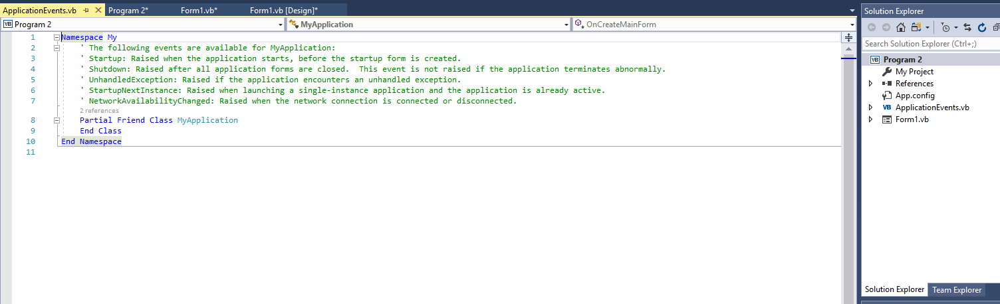 ApplicationEvents.vb Program 2* Form1.vb* Form1.vb [Design]*
VB Program 2 MyApplication OnCreateMainForm
1 Namespace My
2 ' The following events are available for MyApplication:
3 ' Startup: Raised when the application starts, before the startup form is created.
4 ' Shutdown: Raised after all application forms are closed.  This event is not raised if the application terminates abnormally.
5 ' UnhandledException: Raised if the application encounters an unhandled exception.
6 ' StartupNextInstance: Raised when launching a single-instance application and the application is already active.
7 ' NetworkAvailabilityChanged: Raised when the network connection is connected or disconnected.
2 references
8 Partial Friend Class MyApplication
9 End Class
10 End Namespace
11
Solution Explorer
Search Solution Explorer (Ctrl+;)
VB Program 2
My Project
References
App.config
VB ApplicationEvents.vb
Form1.vb
Solution Explorer Team Explorer